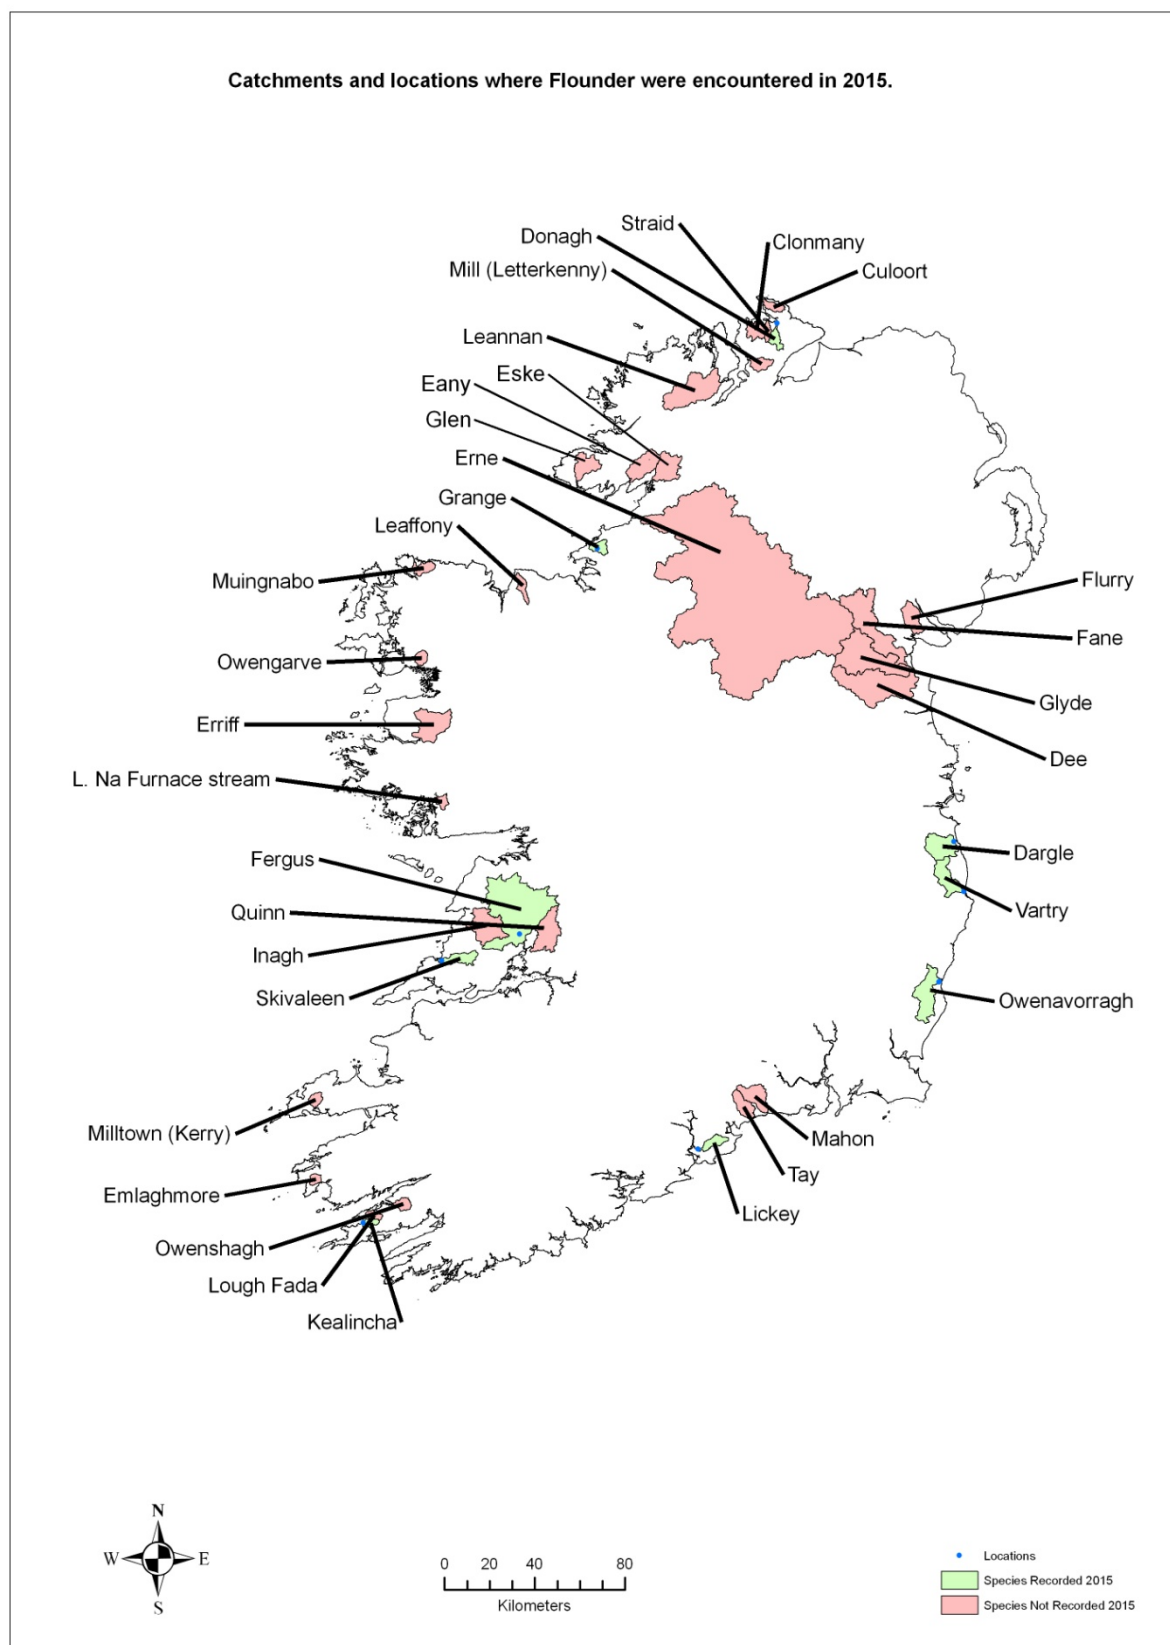 Catchments and locations where Flounder were encountered in 2015.
Straid
Donagh
Clonmany
Mill (Letterkenny)
Culoort
Leannan
Eske
Eany
Glen
Erne
Grange
Leaffony
Muingnabo
Flurry
Fane
Owengarve
Glyde
Erriff
Dee
L. Na Furnace stream
Dargle
Fergus
Vartry
Quinn
Inagh
Skivaleen
Owenavorragh
Milltown (Kerry)
Mahon
Tay
Emlaghmore
Lickey
Owenshagh
Lough Fada
Kealincha
N
W E
S
0 20 40 80
Kilometers
Locations
Species Recorded 2015
Species Not Recorded 2015